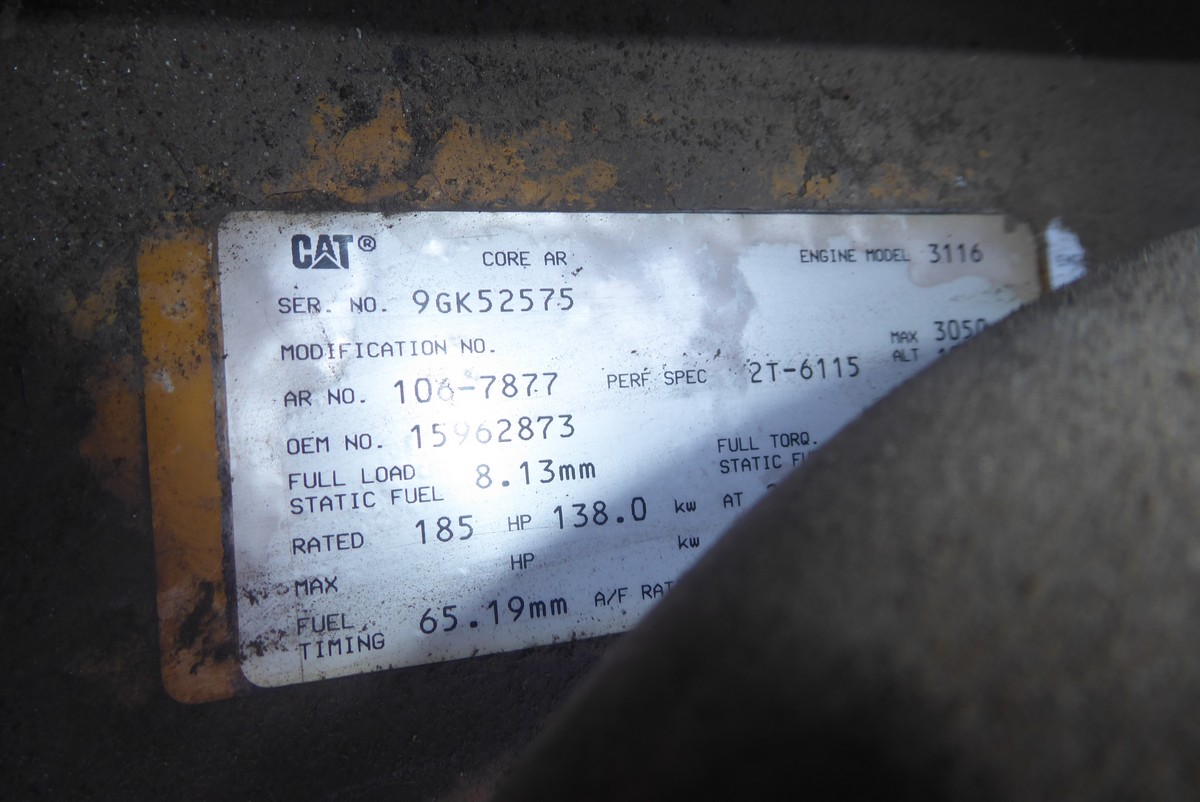 CAT® CORE AR ENGINE MODEL 3116
SER. NO. 9GK52575
MODIFICATION NO. MAX 3050
AR NO. 106-7877 PERF SPEC 2T-6115 ALT
OEM NO. 15962873
FULL LOAD STATIC FUEL 8.13mm FULL TORQ. STATIC
RATED 185 HP 138.0 kw AT
MAX HP kw
FUEL TIMING 65.19mm A/F